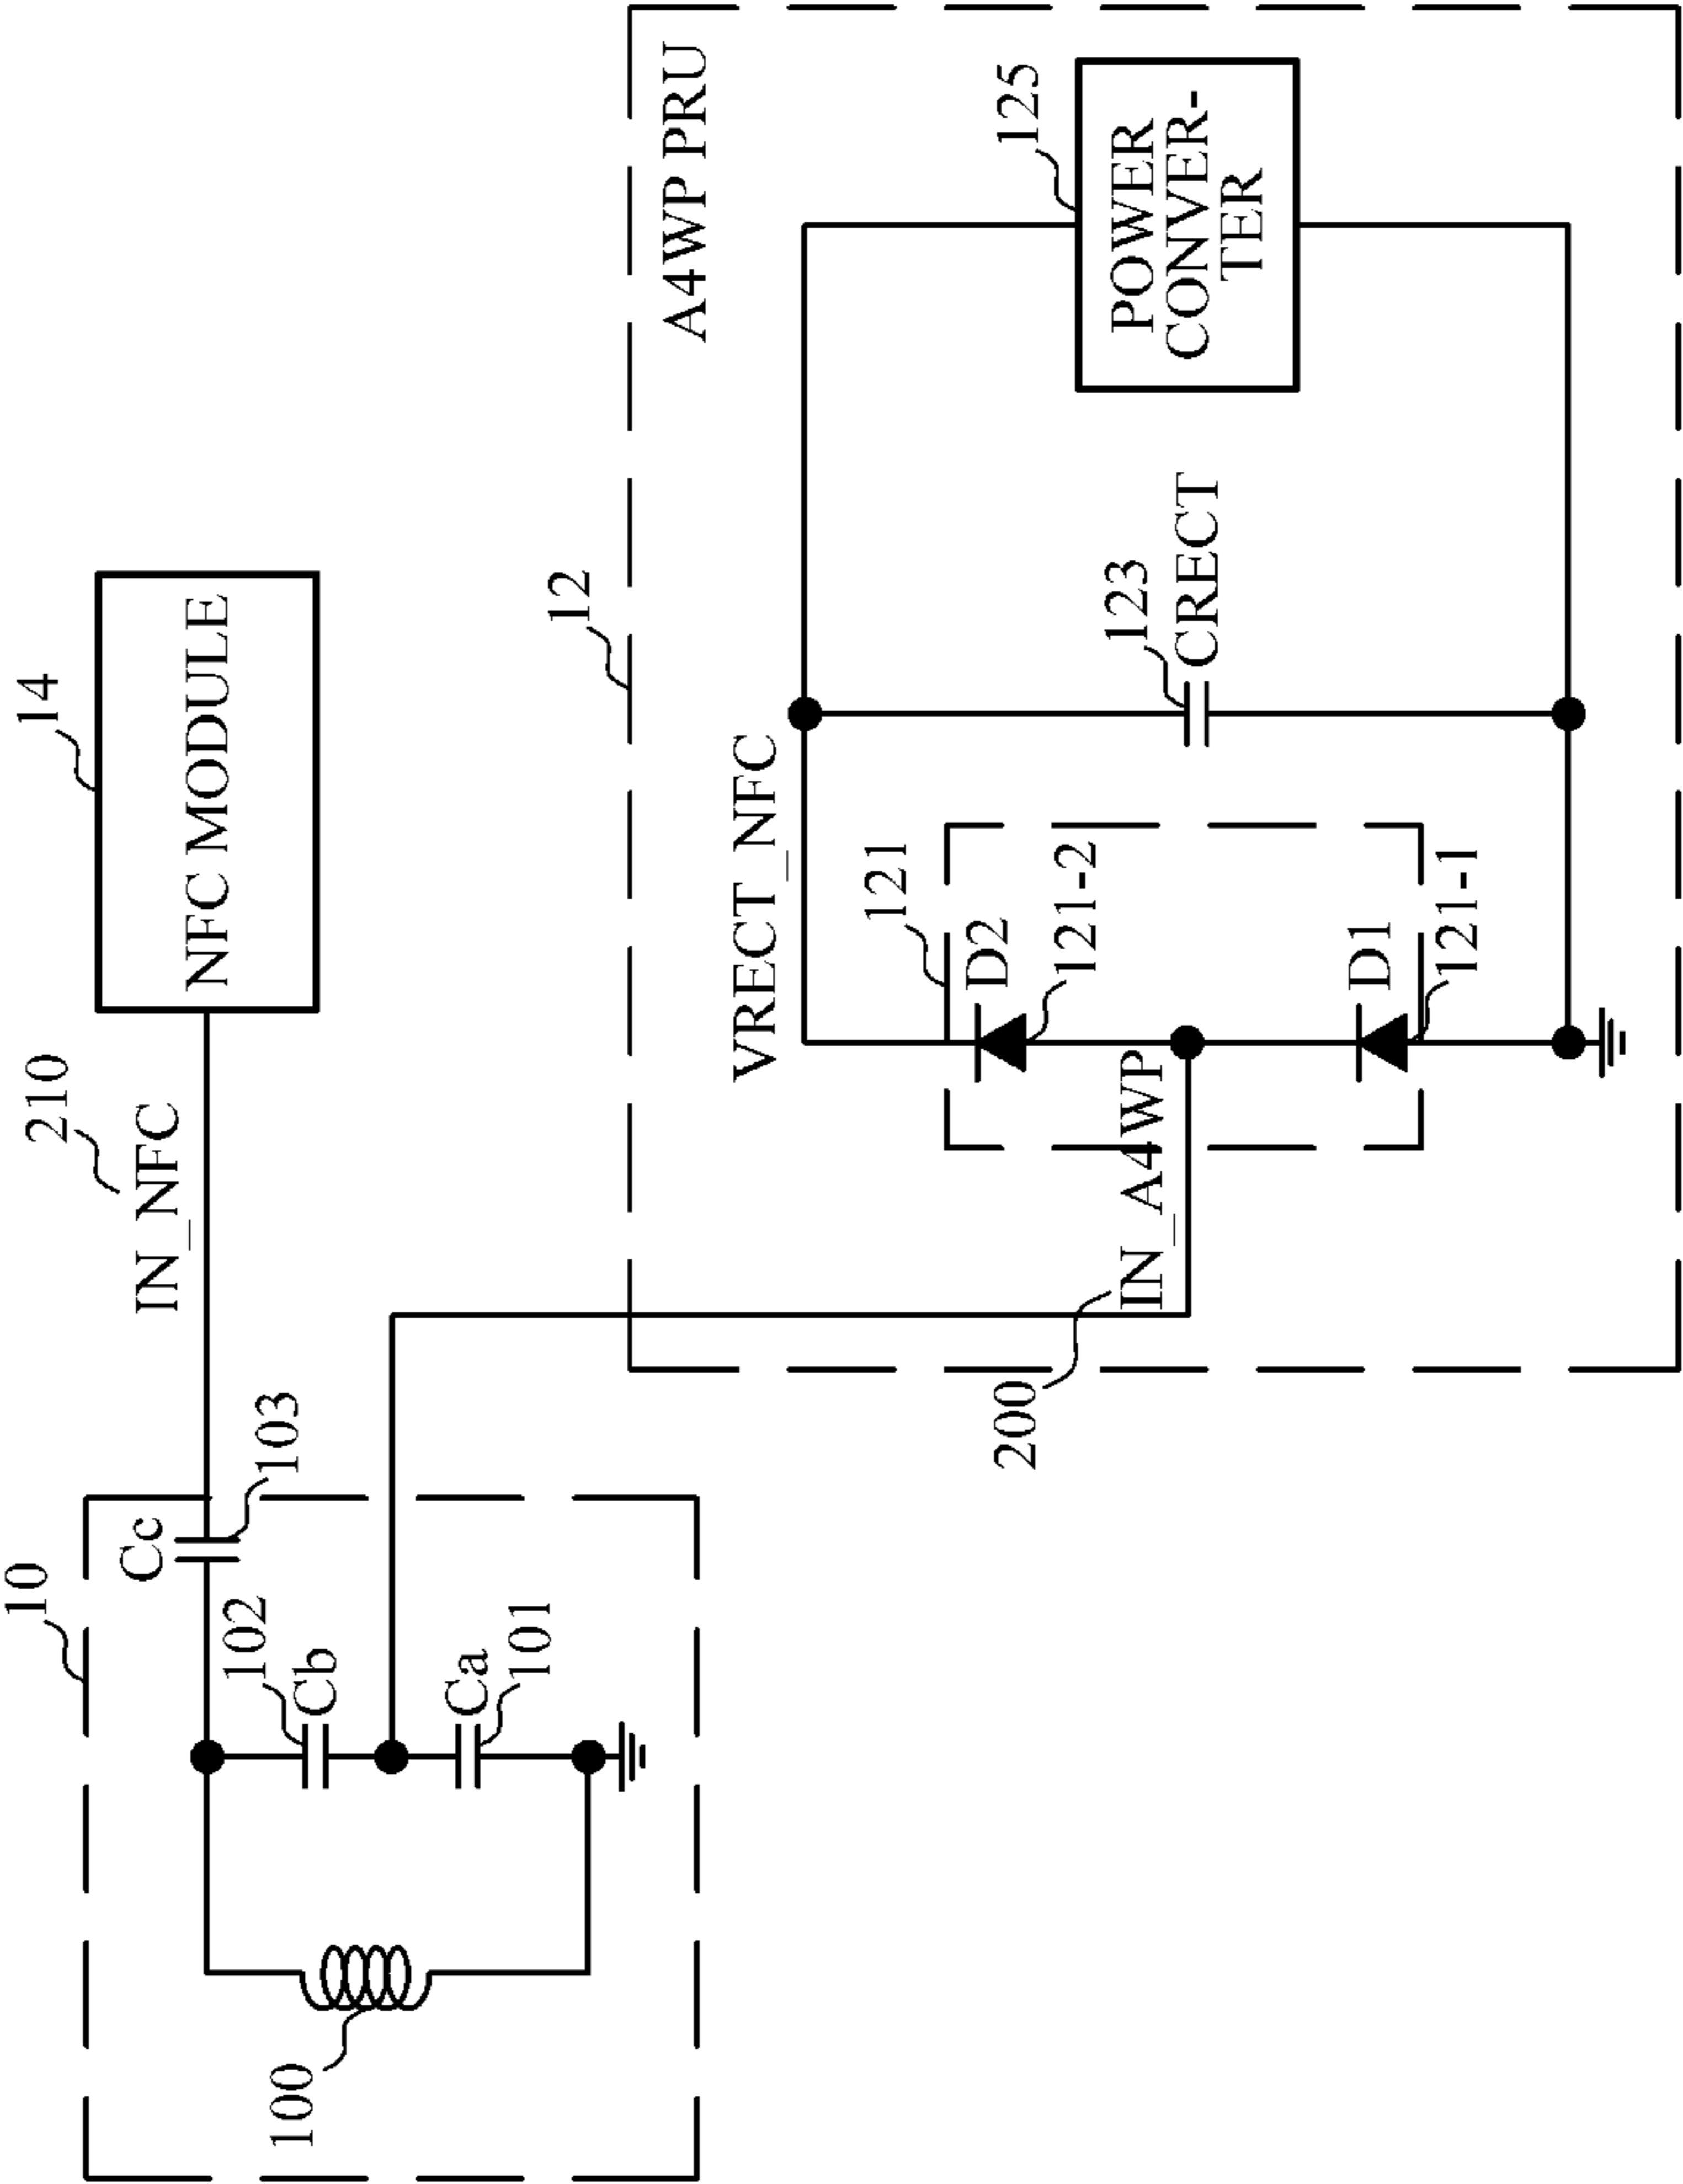 10
100
102
Cb
Ca
101
Cc
103
210
IN_NFC
14
NFC MODULE
200
IN_A4WP
12
A4WP PRU
VRECT_NFC
121
D2
121-2
D1
121-1
123
CRECT
125
POWER
CONVER-
TER